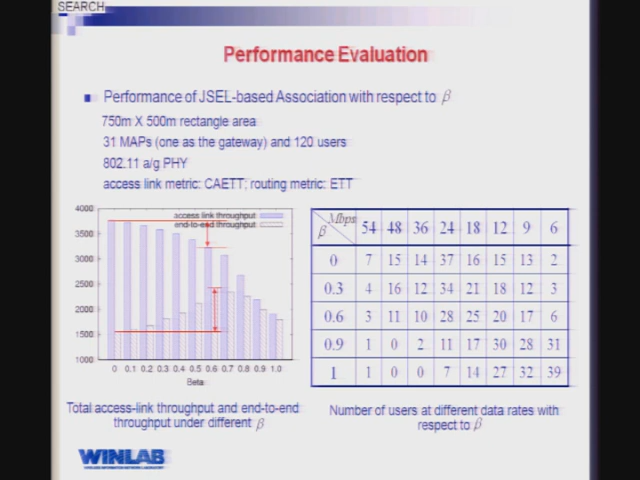 SEARCH
Performance Evaluation
Performance of JSEL-based Association with respect to β
750m X 500m rectangle area
31 MAPs (one as the gateway) and 120 users
802.11 a/g PHY
access link metric: CAETT; routing metric: ETT
access link throughput
end-to-end throughput
4000
3500
3000
2500
2000
1500
1000
0 0.1 0.2 0.3 0.4 0.5 0.6 0.7 0.8 0.9 1.0
Beta
Mbps
β
54 48 36 24 18 12 9 6
0 7 15 14 37 16 15 13 2
0.3 4 16 12 34 21 18 12 3
0.6 3 11 10 28 25 20 17 6
0.9 1 0 2 11 17 30 28 31
1 1 0 0 7 14 27 32 39
Total access-link throughput and end-to-end
throughput under different β
Number of users at different data rates with
respect to β
WINLAB